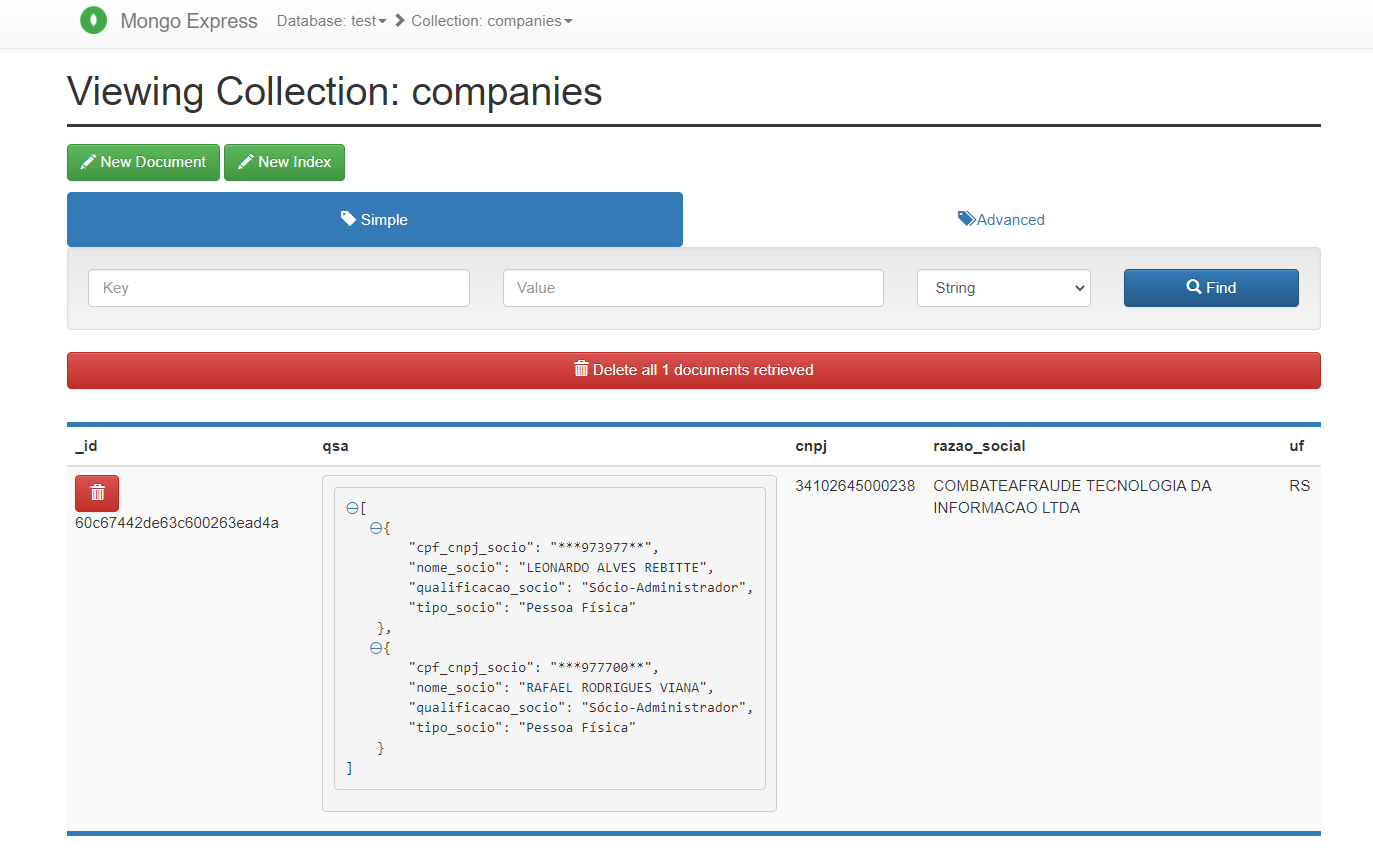 Mongo Express Database: test Collection: companies
Viewing Collection: companies
New Document New Index
Simple Advanced
Key Value String Find
Delete all 1 documents retrieved
_id qsa cnpj razao_social uf
60c67442de63c600263ead4a
[
{
"cpf_cnpj_socio": "***973977**",
"nome_socio": "LEONARDO ALVES REBITTE",
"qualificacao_socio": "Sócio-Administrador",
"tipo_socio": "Pessoa Física"
},
{
"cpf_cnpj_socio": "***977700**",
"nome_socio": "RAFAEL RODRIGUES VIANA",
"qualificacao_socio": "Sócio-Administrador",
"tipo_socio": "Pessoa Física"
}
]
34102645000238
COMBATEAFRAUDE TECNOLOGIA DA
INFORMACAO LTDA
RS